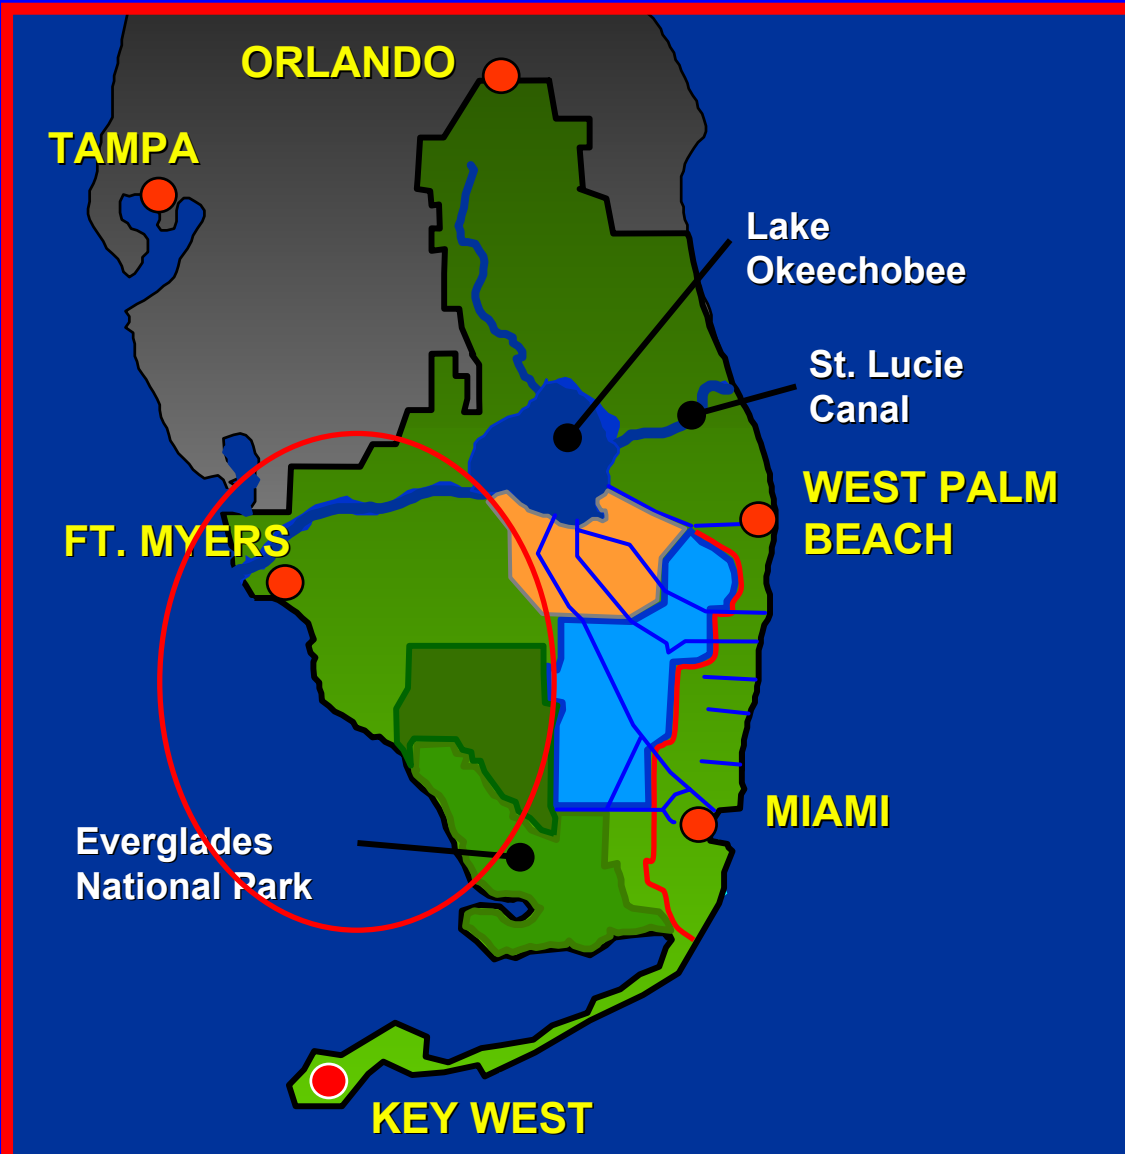 ORLANDO
TAMPA
Lake
Okeechobee
St. Lucie
Canal
WEST PALM
BEACH
FT. MYERS
MIAMI
Everglades
National Park
KEY WEST